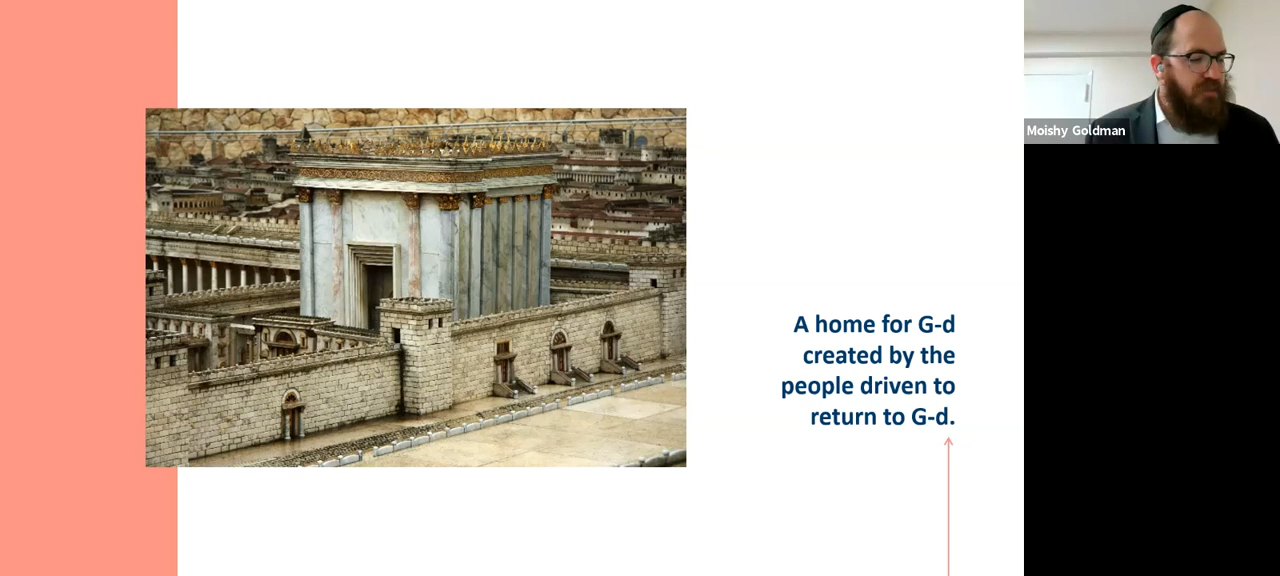 A home for G-d
created by the
people driven to
return to G-d.
Moishy Goldman